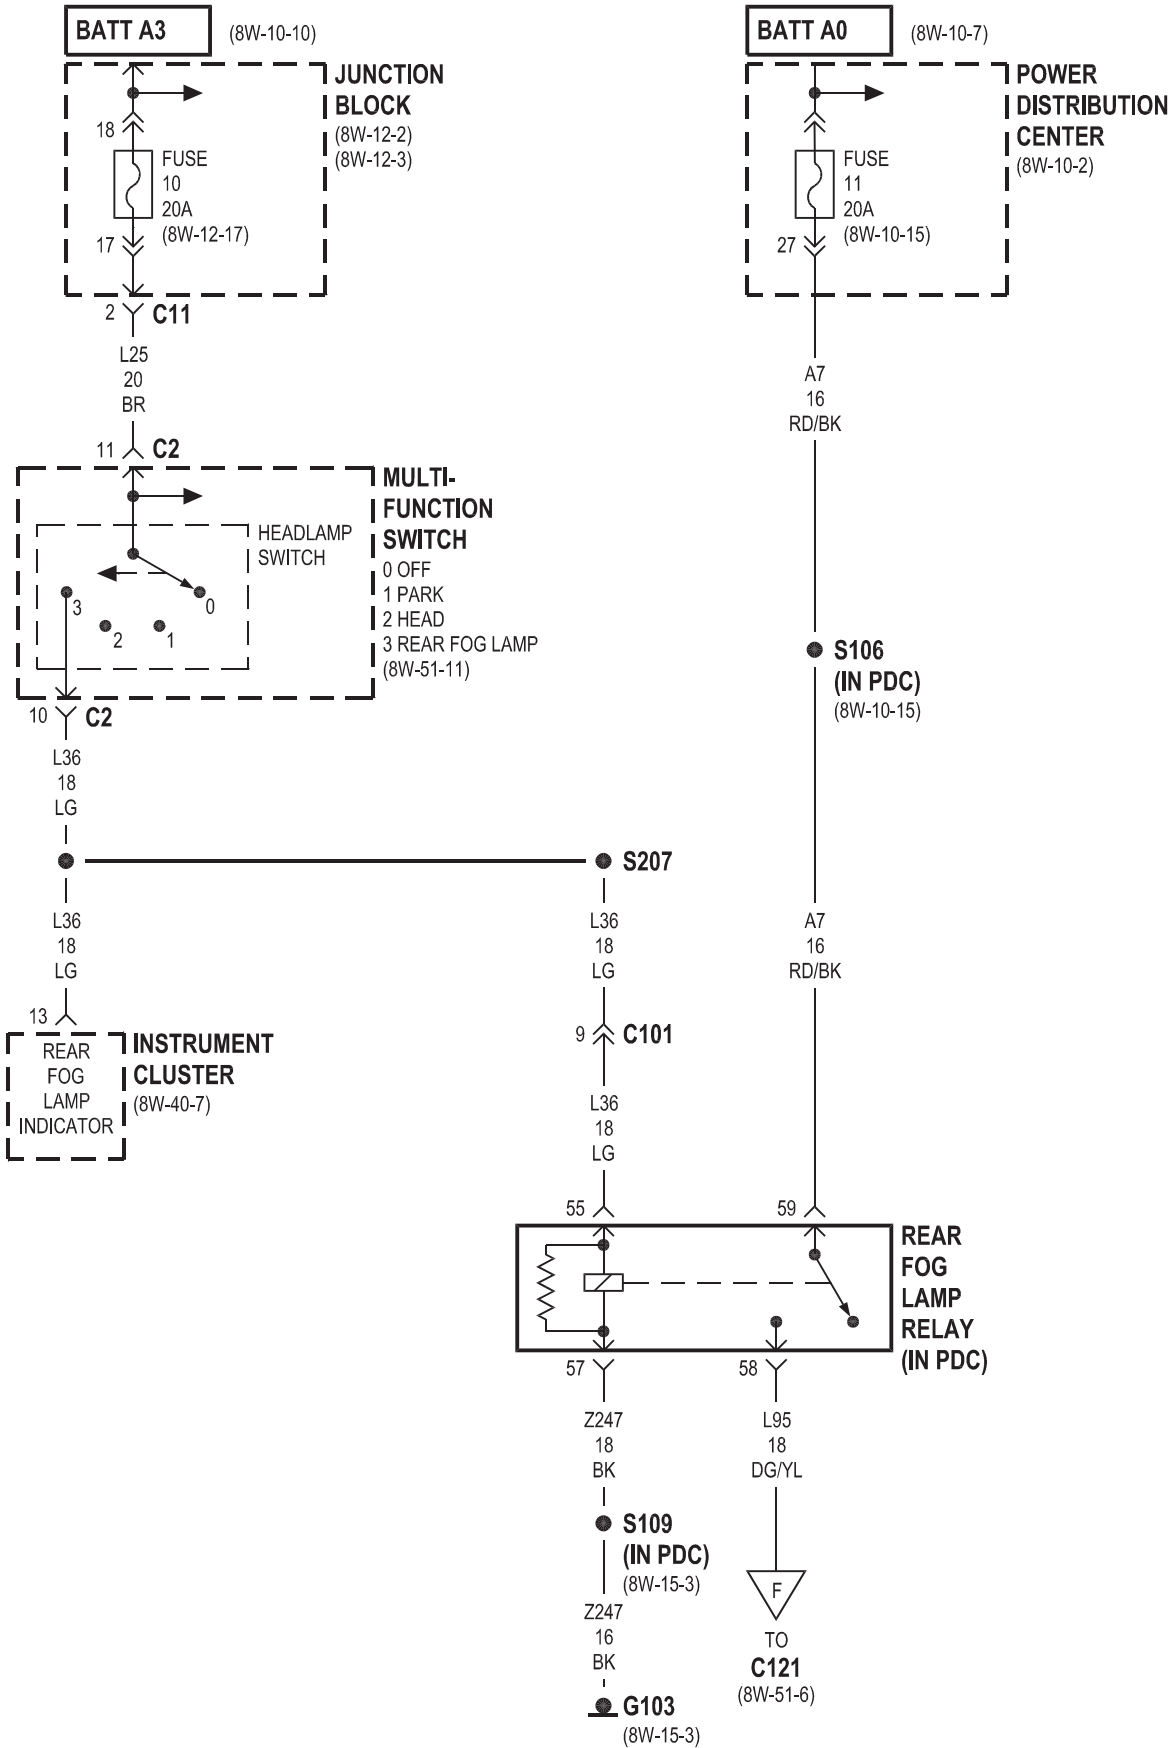 BATT A3
(8W-10-10)
BATT A0
(8W-10-7)
JUNCTION
BLOCK
(8W-12-2)
(8W-12-3)
18
FUSE
10
20A
(8W-12-17)
17
2
C11
POWER
DISTRIBUTION
CENTER
(8W-10-2)
FUSE
11
20A
(8W-10-15)
27
L25
20
BR
A7
16
RD/BK
11
C2
MULTI-
FUNCTION
SWITCH
0 OFF
1 PARK
2 HEAD
3 REAR FOG LAMP
(8W-51-11)
HEADLAMP
SWITCH
3
2
1
0
10
C2
S106
(IN PDC)
(8W-10-15)
L36
18
LG
S207
L36
18
LG
L36
18
LG
A7
16
RD/BK
13
INSTRUMENT
CLUSTER
(8W-40-7)
REAR
FOG
LAMP
INDICATOR
9
C101
L36
18
LG
55
59
REAR
FOG
LAMP
RELAY
(IN PDC)
57
58
Z247
18
BK
L95
18
DG/YL
S109
(IN PDC)
(8W-15-3)
Z247
16
BK
F
TO
C121
(8W-51-6)
G103
(8W-15-3)